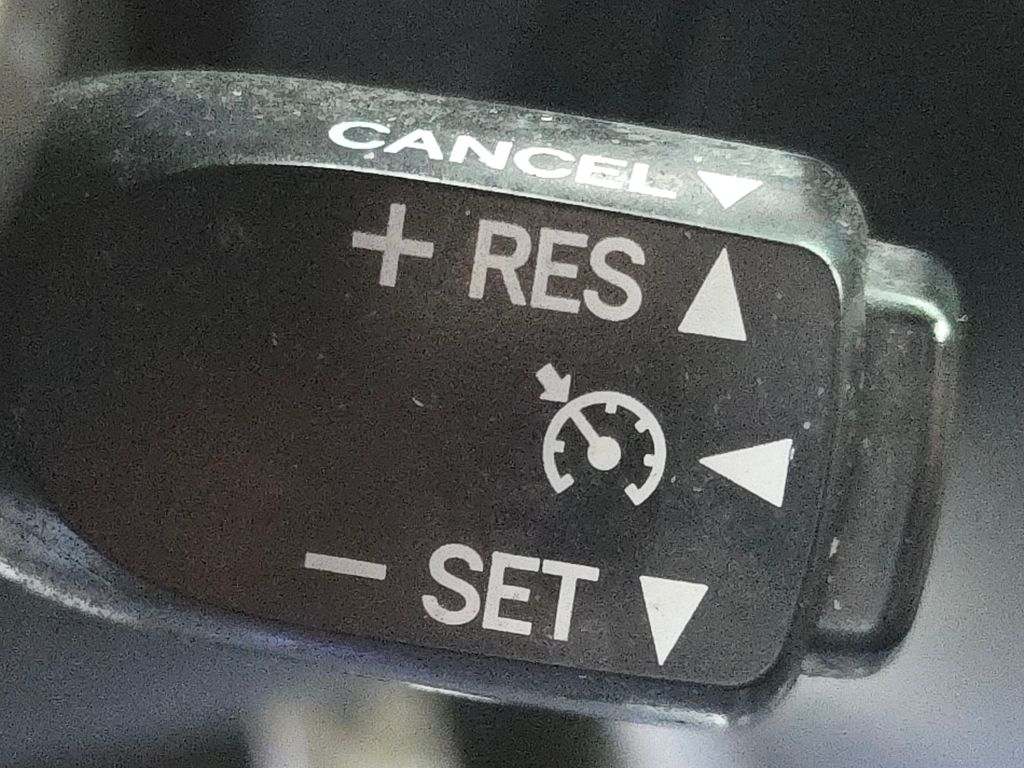 CANCEL ▼
+ RES ▲
◀
− SET ▼